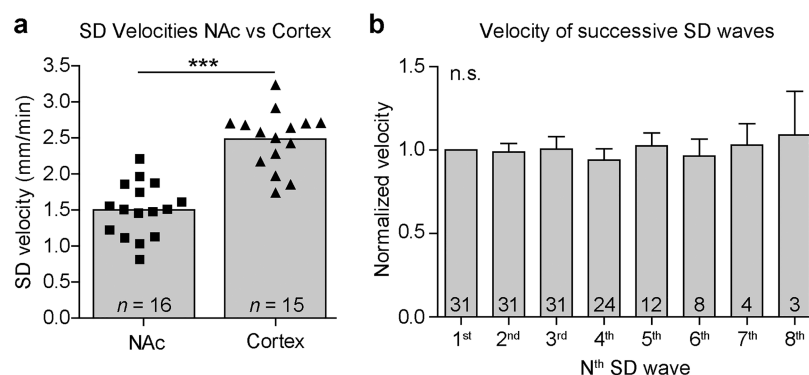 a
SD Velocities NAc vs Cortex
SD velocity (mm/min)
3.5
3.0
2.5
2.0
1.5
1.0
0.5
0.0
***
n = 16
n = 15
NAc
Cortex
b
Velocity of successive SD waves
Normalized velocity
1.5
1.0
0.5
0.0
n.s.
31 31 31 24 12 8 4 3
1st 2nd 3rd 4th 5th 6th 7th 8th
Nth SD wave